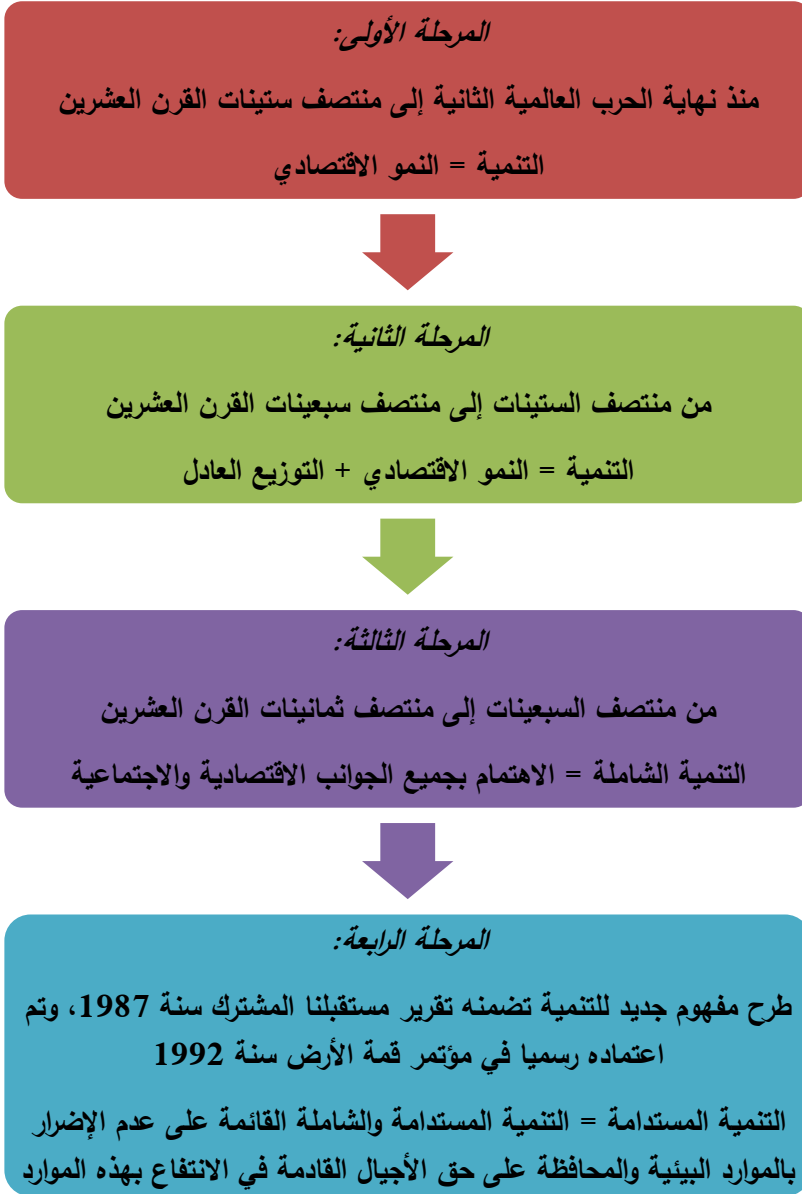 المرحلة الأولى:
منذ نهاية الحرب العالمية الثانية إلى منتصف ستينات القرن العشرين
التنمية = النمو الاقتصادي
المرحلة الثانية:
من منتصف الستينات إلى منتصف سبعينات القرن العشرين
التنمية = النمو الاقتصادي + التوزيع العادل
المرحلة الثالثة:
من منتصف السبعينات إلى منتصف ثمانينات القرن العشرين
التنمية الشاملة = الاهتمام بجميع الجوانب الاقتصادية والاجتماعية
المرحلة الرابعة:
طرح مفهوم جديد للتنمية تضمنه تقرير مستقبلنا المشترك سنة 1987، وتم
اعتماده رسميا في مؤتمر قمة الأرض سنة 1992
التنمية المستدامة = التنمية المستدامة والشاملة القائمة على عدم الإضرار
بالموارد البيئية والمحافظة على حق الأجيال القادمة في الانتفاع بهذه الموارد